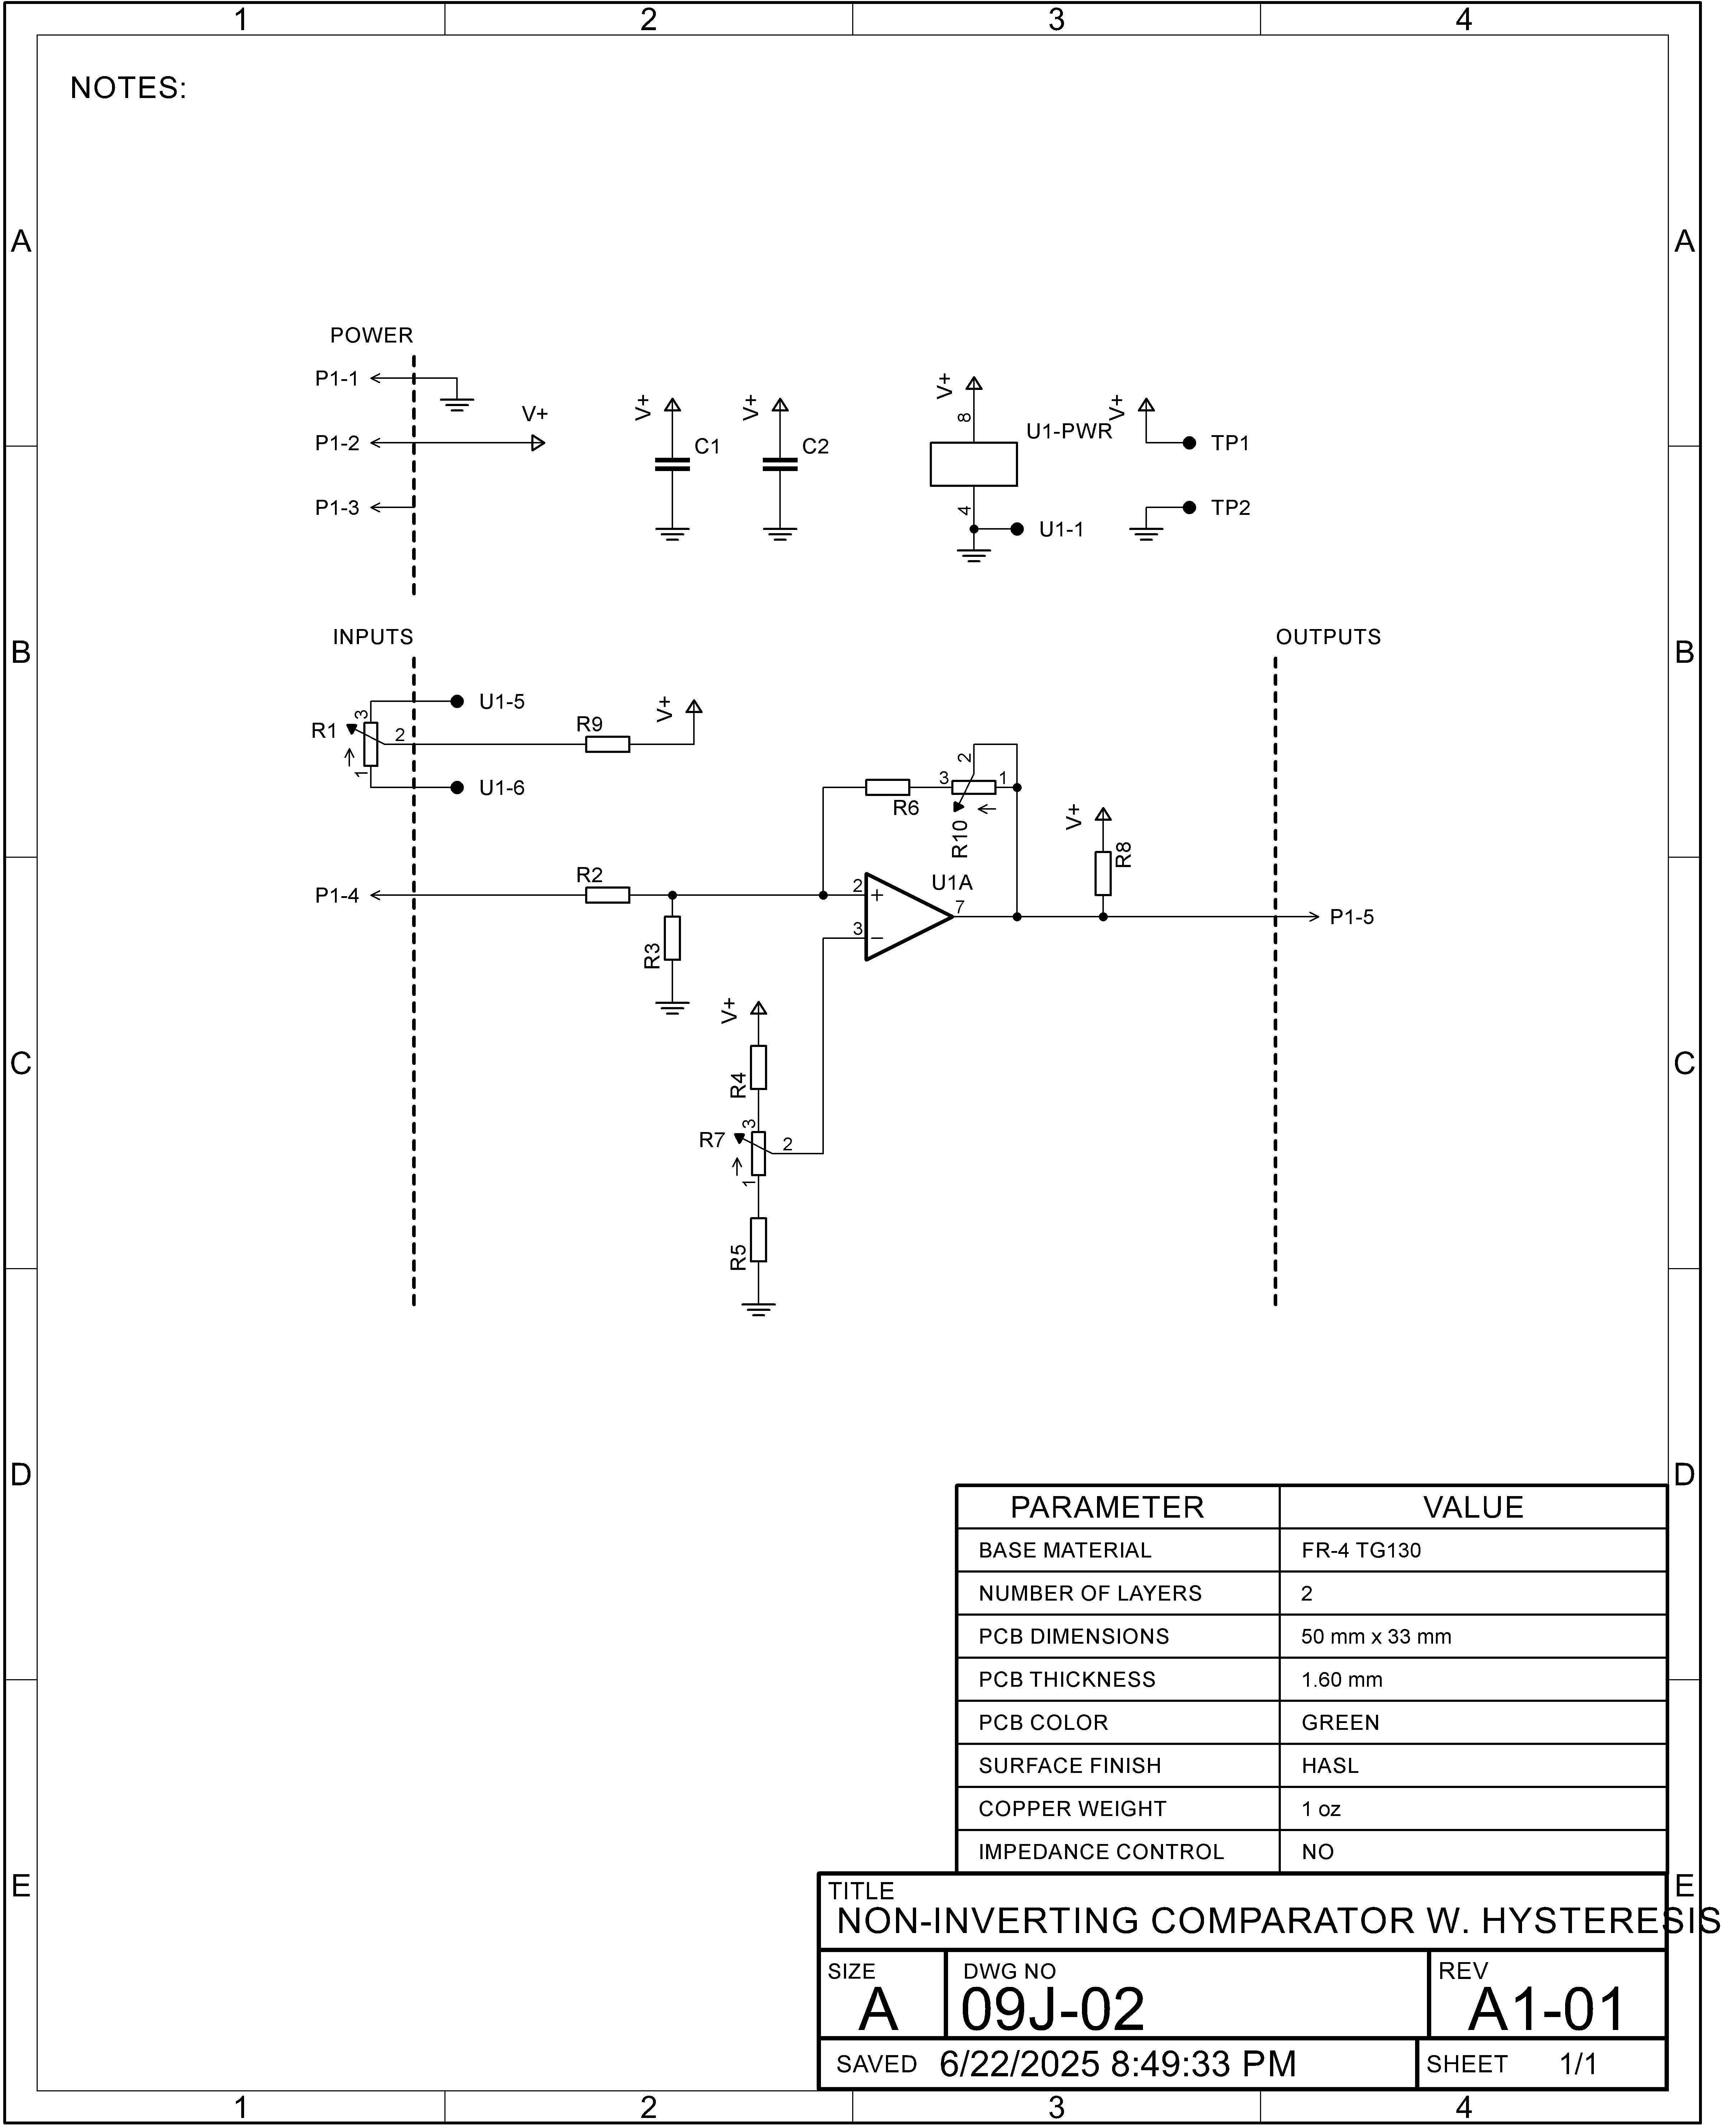 1 2 3 4
NOTES:
A A
POWER
P1-1
V+ V+ V+ V+ V+
8
P1-2 C1 C2 U1-PWR TP1
P1-3 4 TP2
U1-1
INPUTS OUTPUTS
B B
3 U1-5
R1 2 R9 V+
1 U1-6
2
3 1
R6
R10 V+
R8
P1-4 R2 2 + U1A
7 P1-5
3 −
R3
V+
C C
R4
3
R7 2
1
R5
D D
PARAMETER VALUE
BASE MATERIAL FR-4 TG130
NUMBER OF LAYERS 2
PCB DIMENSIONS 50 mm x 33 mm
PCB THICKNESS 1.60 mm
PCB COLOR GREEN
SURFACE FINISH HASL
COPPER WEIGHT 1 oz
IMPEDANCE CONTROL NO
E E
TITLE
NON-INVERTING COMPARATOR W. HYSTERESIS
SIZE DWG NO REV
A 09J-02 A1-01
SAVED 6/22/2025 8:49:33 PM SHEET 1/1
1 2 3 4